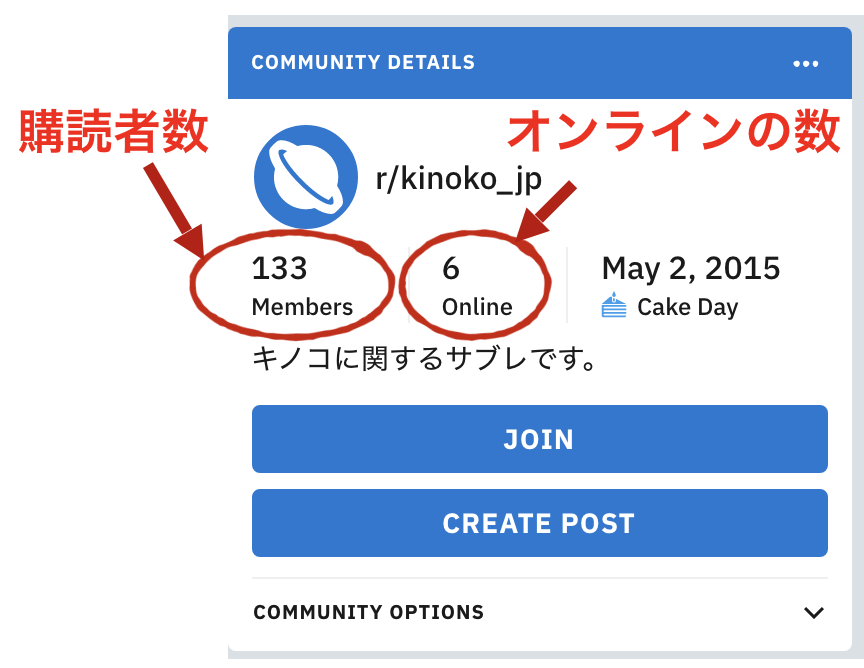 COMMUNITY DETAILS
購読者数
オンラインの数
r/kinoko_jp
133
Members
6
Online
May 2, 2015
Cake Day
キノコに関するサブレです。
JOIN
CREATE POST
COMMUNITY OPTIONS